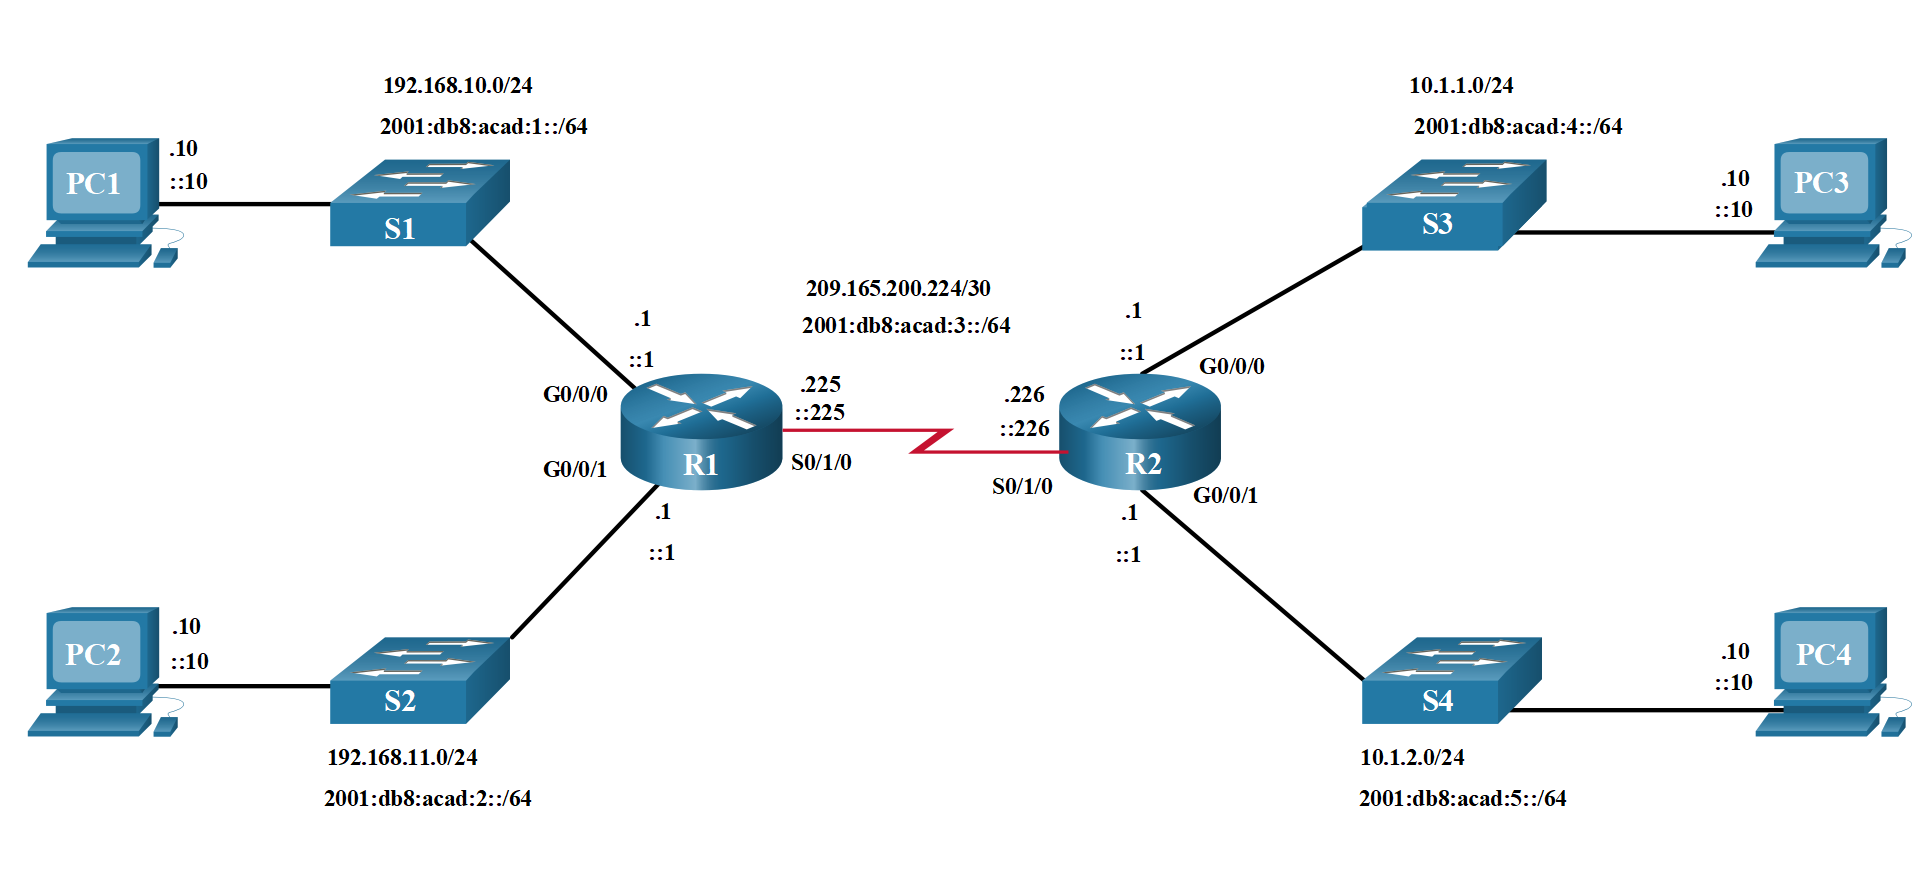 192.168.10.0/24
2001:db8:acad:1::/64
10.1.1.0/24
2001:db8:acad:4::/64
.10
::10
PC1
S1
.10
::10
PC3
S3
209.165.200.224/30
2001:db8:acad:3::/64
.1
::1
.1
::1
G0/0/0
G0/0/0
.225
::225
.226
::226
R1
R2
G0/0/1
S0/1/0
S0/1/0
G0/0/1
.1
::1
.1
::1
.10
::10
PC2
S2
.10
::10
PC4
S4
192.168.11.0/24
2001:db8:acad:2::/64
10.1.2.0/24
2001:db8:acad:5::/64